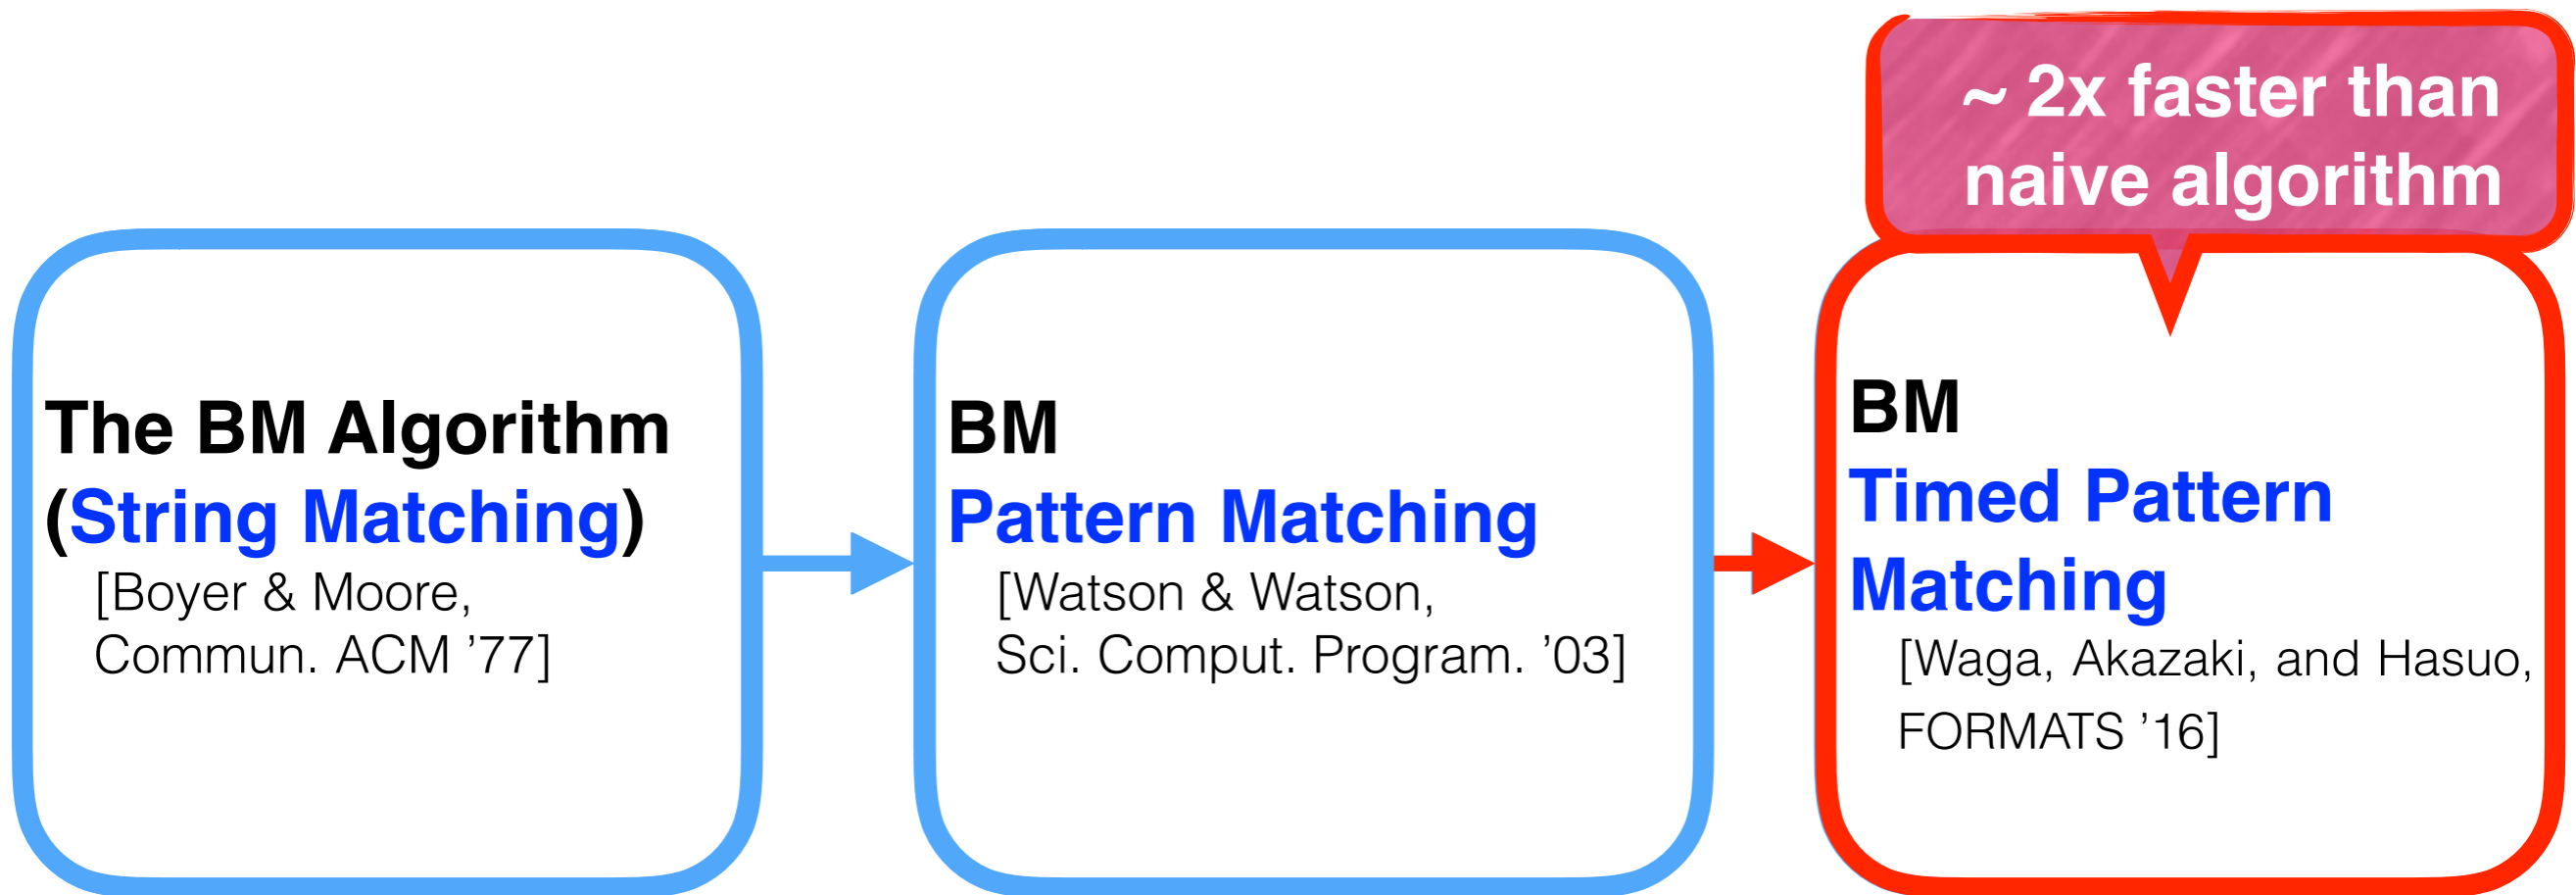 ~ 2x faster than
naive algorithm
The BM Algorithm
(String Matching)
[Boyer & Moore,
Commun. ACM ’77]
BM
Pattern Matching
[Watson & Watson,
Sci. Comput. Program. ’03]
BM
Timed Pattern
Matching
[Waga, Akazaki, and Hasuo,
FORMATS ’16]